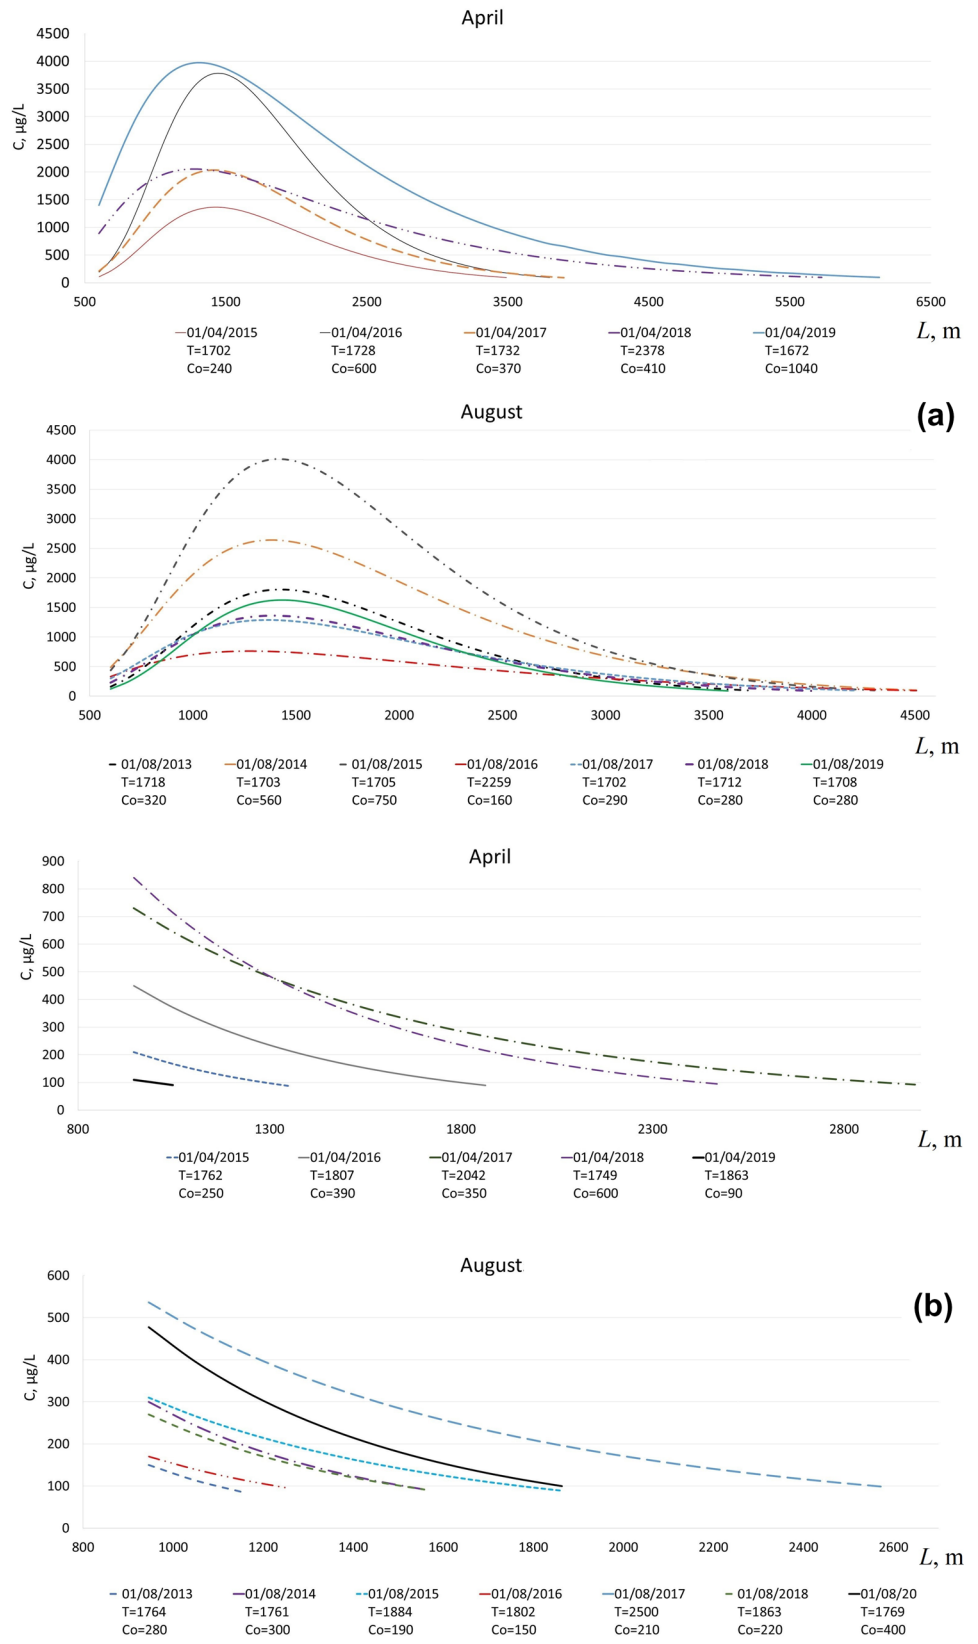 April
4500
4000
3500
3000
2500
2000
1500
1000
500
0
C, µg/L
500 1500 2500 3500 4500 5500 6500
L, m
01/04/2015 01/04/2016 01/04/2017 01/04/2018 01/04/2019
T=1702 T=1728 T=1732 T=2378 T=1672
Co=240 Co=600 Co=370 Co=410 Co=1040
(a)
August
4500
4000
3500
3000
2500
2000
1500
1000
500
0
C, µg/L
500 1000 1500 2000 2500 3000 3500 4000 4500
L, m
01/08/2013 01/08/2014 01/08/2015 01/08/2016 01/08/2017 01/08/2018 01/08/2019
T=1718 T=1703 T=1705 T=2259 T=1702 T=1712 T=1708
Co=320 Co=560 Co=750 Co=160 Co=290 Co=280 Co=280
April
900
800
700
600
500
400
300
200
100
0
C, µg/L
800 1300 1800 2300 2800
L, m
01/04/2015 01/04/2016 01/04/2017 01/04/2018 01/04/2019
T=1762 T=1807 T=2042 T=1749 T=1863
Co=250 Co=390 Co=350 Co=600 Co=90
August
(b)
600
500
400
300
200
100
0
C, µg/L
800 1000 1200 1400 1600 1800 2000 2200 2400 2600
L, m
01/08/2013 01/08/2014 01/08/2015 01/08/2016 01/08/2017 01/08/2018 01/08/20
T=1764 T=1761 T=1884 T=1802 T=2500 T=1863 T=1769
Co=280 Co=300 Co=190 Co=150 Co=210 Co=220 Co=400